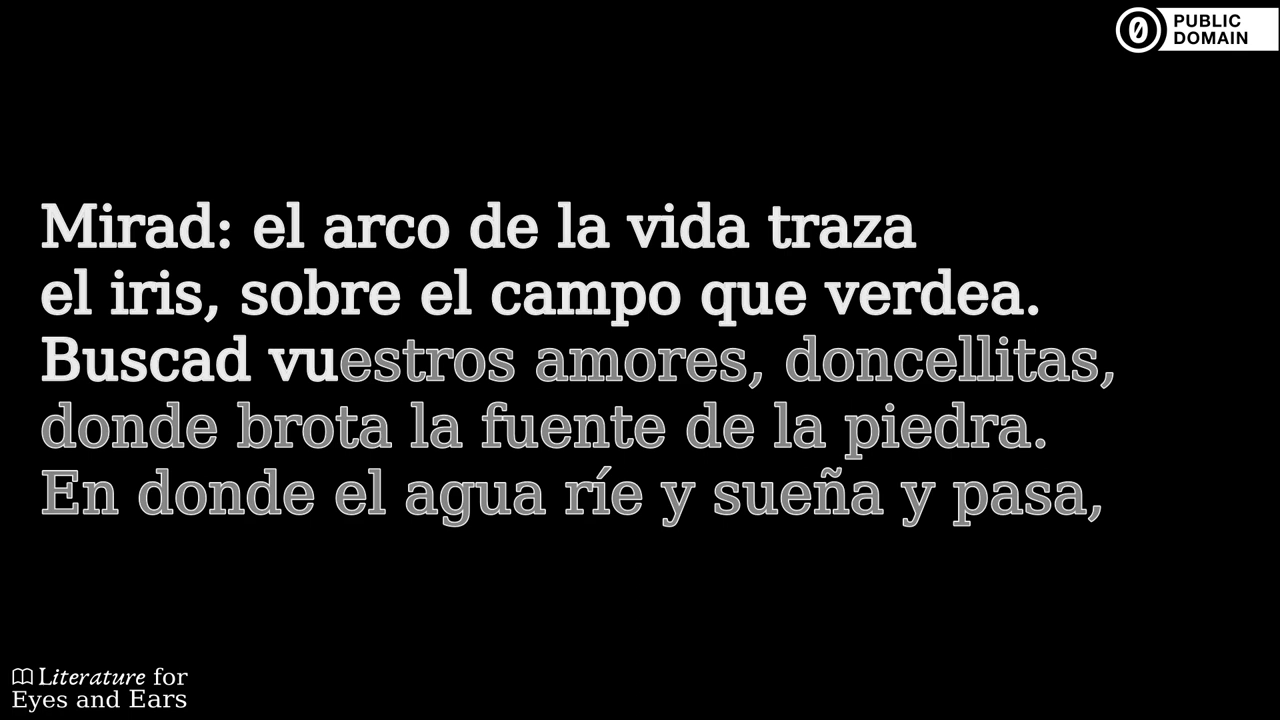 PUBLIC
DOMAIN
Mirad: el arco de la vida traza
el iris, sobre el campo que verdea.
Buscad vuestros amores, doncellitas,
donde brota la fuente de la piedra.
En donde el agua ríe y sueña y pasa,
Literature for
Eyes and Ears